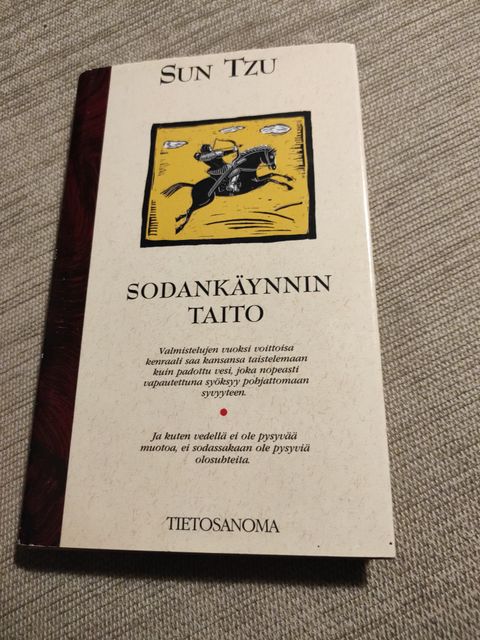 SUN TZU
SODANKÄYNNIN
TAITO
Valmistelujen vuoksi voittoisa
kenraali saa kansansa taistelemaan
kuin padottu vesi, joka nopeasti
vapautettuna syöksyy pohjattomaan
syvyyteen.
Ja kuten vedellä ei ole pysyvää
muotoa, ei sodassakaan ole pysyviä
olosuhteita.
TIETOSANOMA